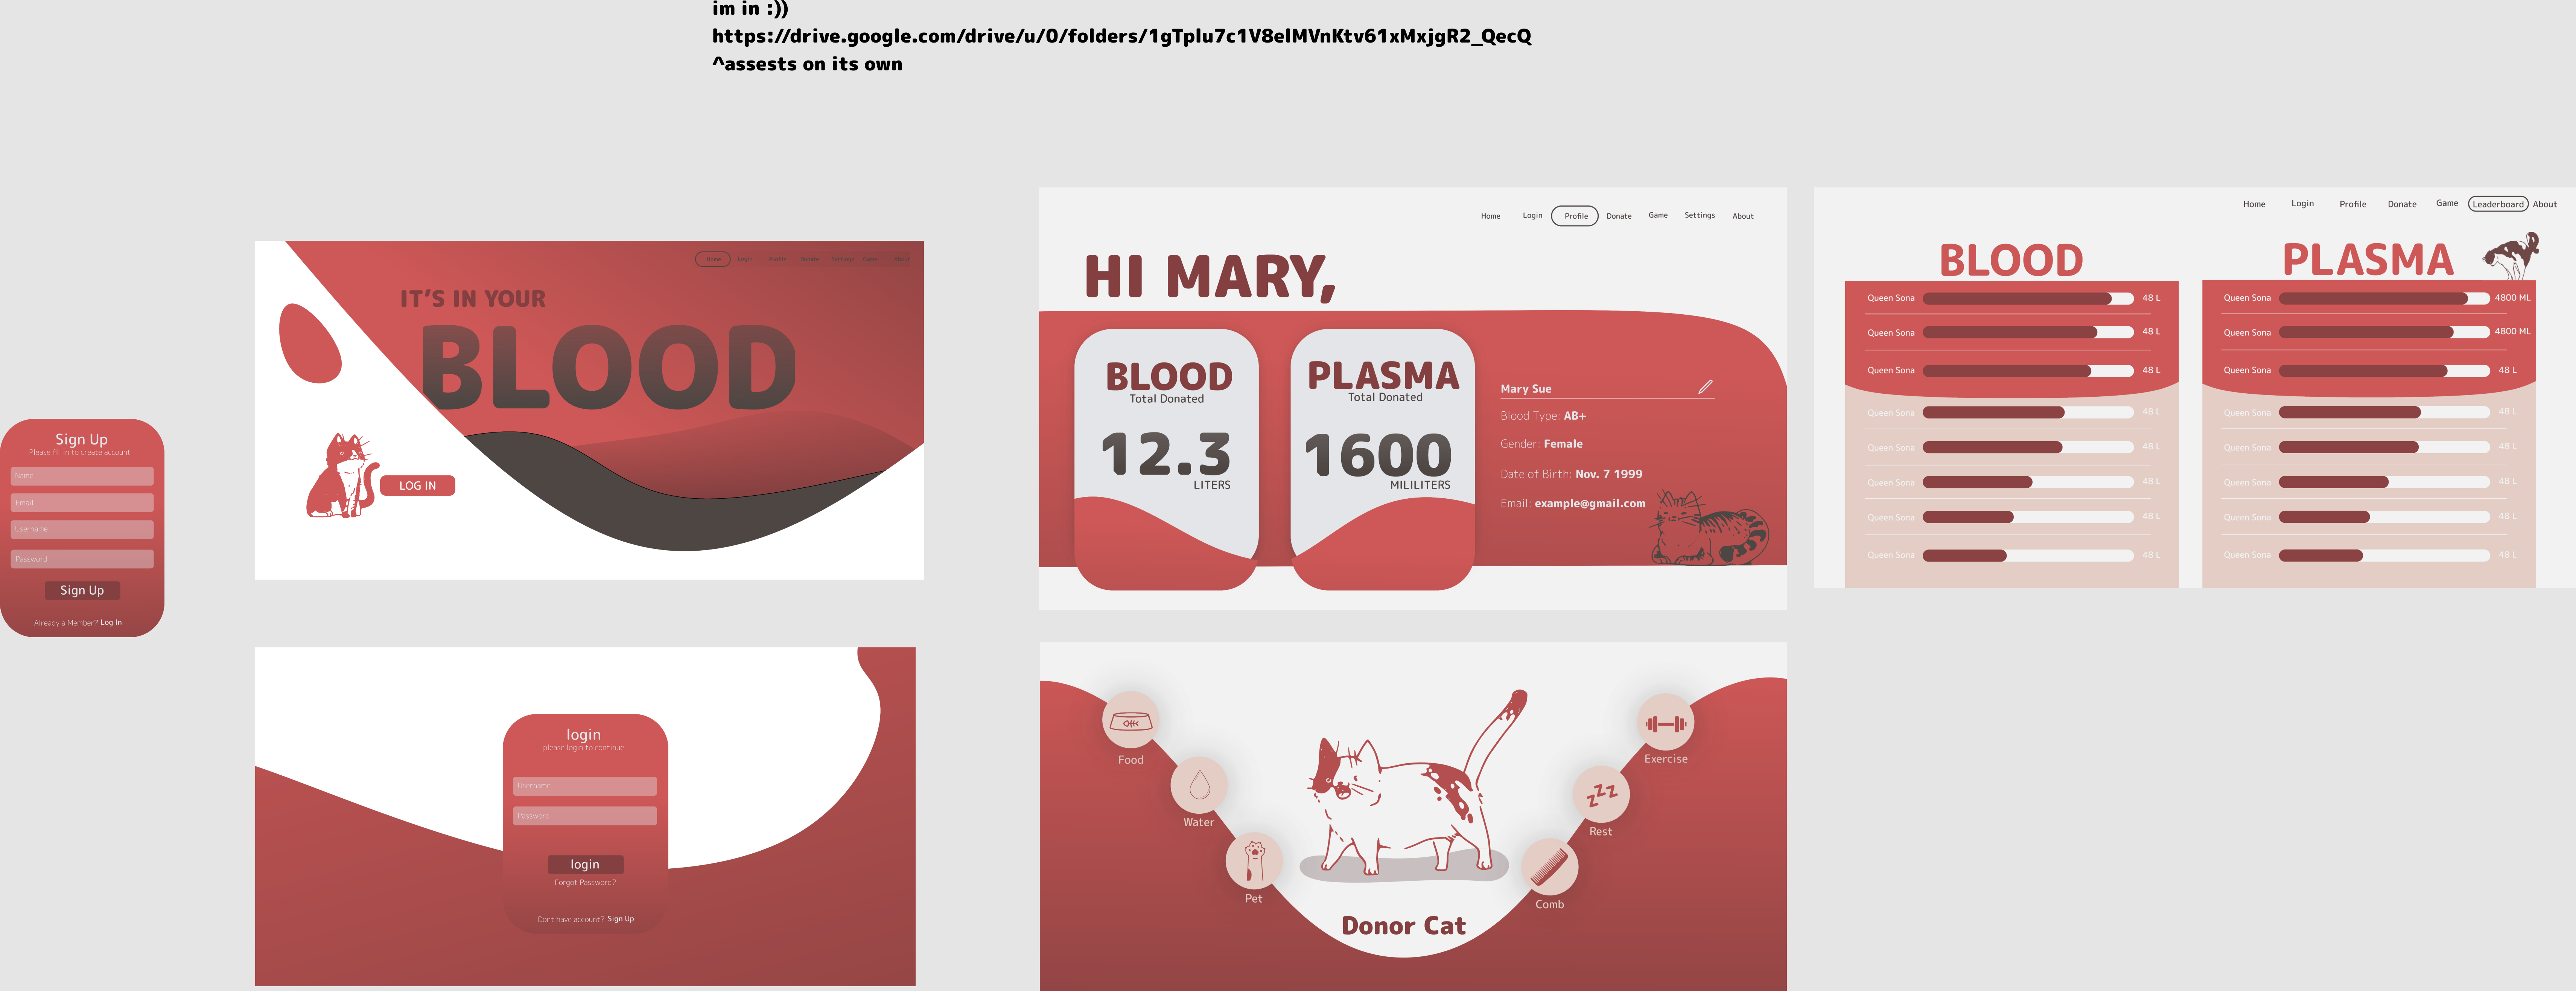 im in :))
https://drive.google.com/drive/u/0/folders/1gTplu7c1V8elMVnKtv61xMxjgR2_QecQ
^assests on its own
Sign Up
Please fill in to create account
Name
Email
Username
Password
Sign Up
Already a Member? Log In
Home Login Profile Donate Settings Game About
IT'S IN YOUR
BLOOD
LOG IN
login
please login to continue
Username
Password
login
Forgot Password?
Dont have account? Sign Up
Home Login Profile Donate Game Settings About
HI MARY,
BLOOD
Total Donated
12.3
LITERS
PLASMA
Total Donated
1600
MILILITERS
Mary Sue
Blood Type: AB+
Gender: Female
Date of Birth: Nov. 7 1999
Email: example@gmail.com
Food
Water
Pet
Exercise
zzz
Rest
Comb
Donor Cat
Home Login Profile Donate Game Leaderboard About
BLOOD
Queen Sona 48 L
Queen Sona 48 L
Queen Sona 48 L
Queen Sona 48 L
Queen Sona 48 L
Queen Sona 48 L
Queen Sona 48 L
Queen Sona 48 L
PLASMA
Queen Sona 4800 ML
Queen Sona 4800 ML
Queen Sona 48 L
Queen Sona 48 L
Queen Sona 48 L
Queen Sona 48 L
Queen Sona 48 L
Queen Sona 48 L